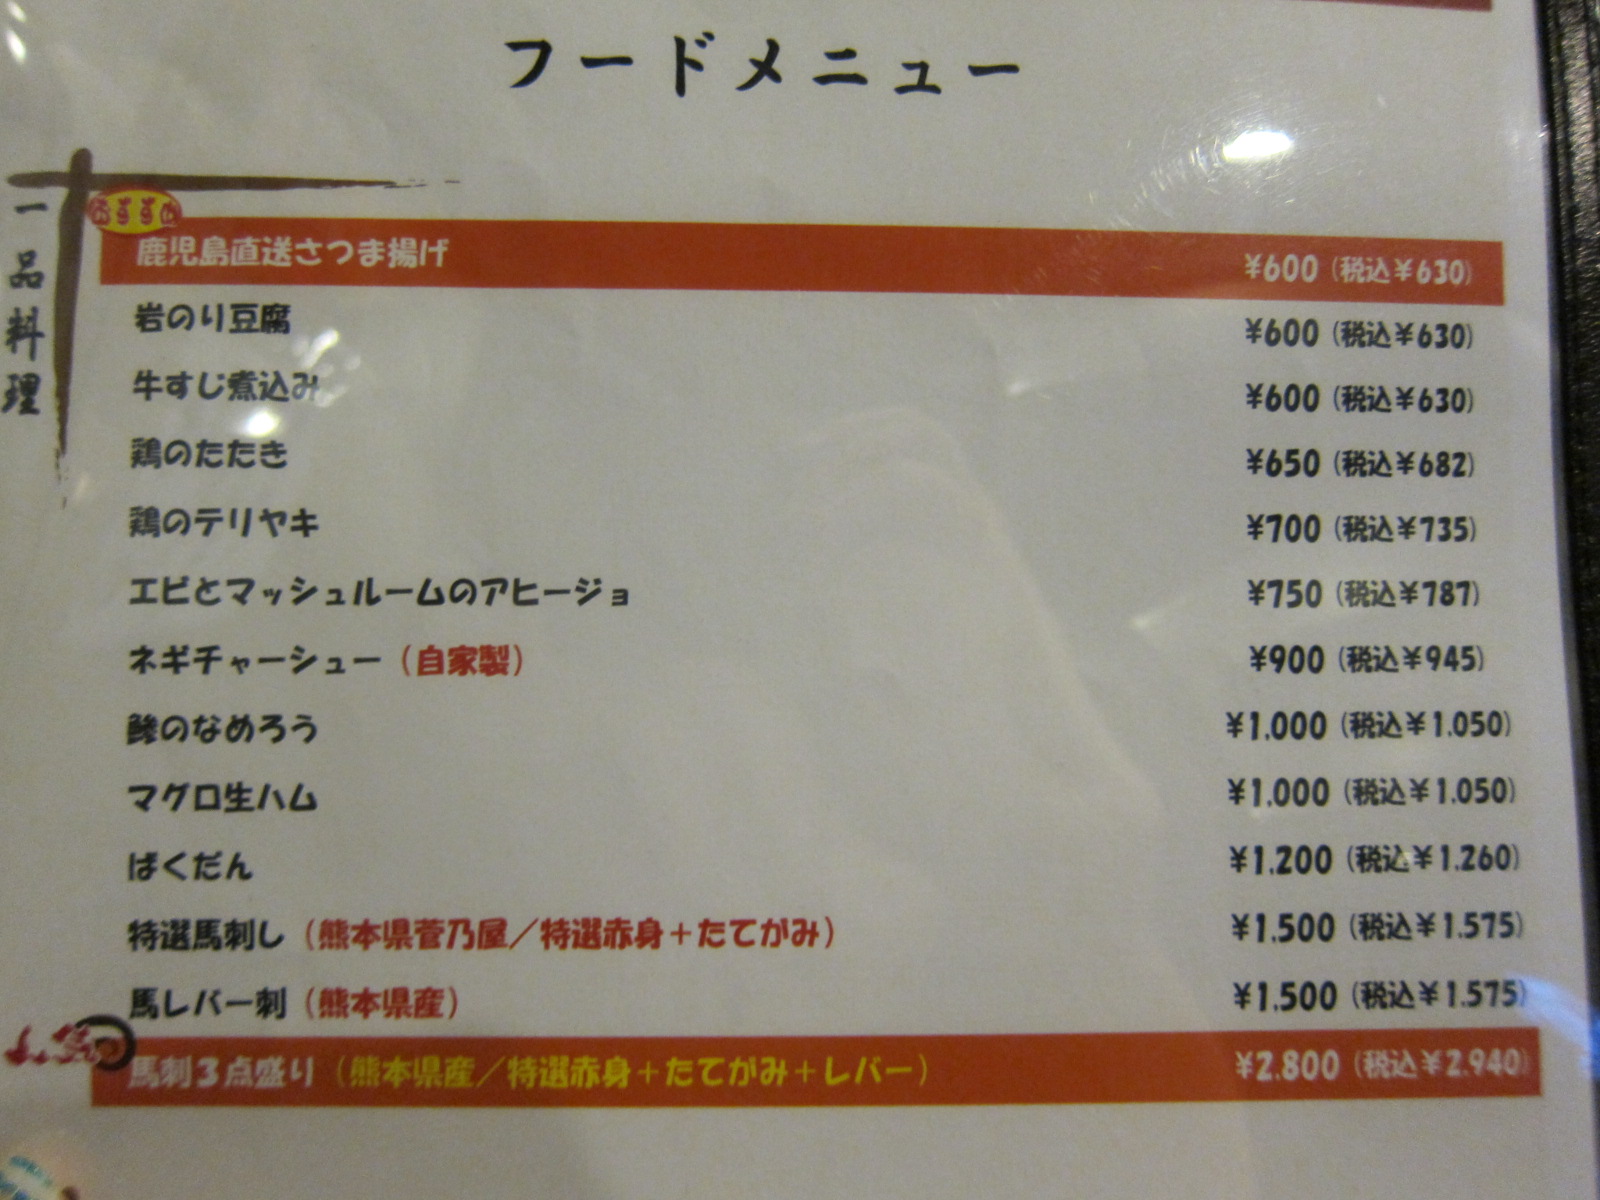 フードメニュー
一品料理
おすすめ
鹿児島直送さつま揚げ ¥600（税込¥630）
岩のり豆腐 ¥600（税込¥630）
牛すじ煮込み ¥600（税込¥630）
鶏のたたき ¥650（税込¥682）
鶏のテリヤキ ¥700（税込¥735）
エビとマッシュルームのアヒージョ ¥750（税込¥787）
ネギチャーシュー（自家製） ¥900（税込¥945）
鯵のなめろう ¥1.000（税込¥1.050）
マグロ生ハム ¥1.000（税込¥1.050）
ばくだん ¥1.200（税込¥1.260）
特選馬刺し（熊本県菅乃屋／特選赤身＋たてがみ） ¥1.500（税込¥1.575）
馬レバー刺（熊本県産） ¥1.500（税込¥1.575）
馬刺３点盛り（熊本県産／特選赤身＋たてがみ＋レバー） ¥2.800（税込¥2.940）